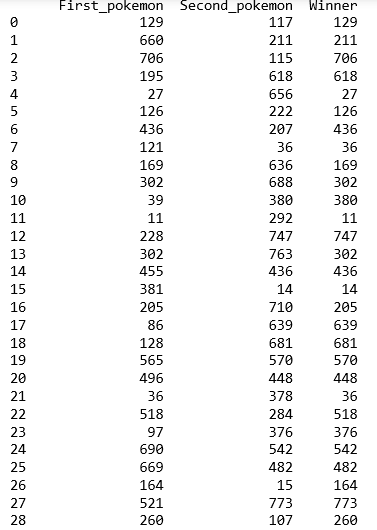 First_pokemon Second_pokemon Winner
0 129 117 129
1 660 211 211
2 706 115 706
3 195 618 618
4 27 656 27
5 126 222 126
6 436 207 436
7 121 36 36
8 169 636 169
9 302 688 302
10 39 380 380
11 11 292 11
12 228 747 747
13 302 763 302
14 455 436 436
15 381 14 14
16 205 710 205
17 86 639 639
18 128 681 681
19 565 570 570
20 496 448 448
21 36 378 36
22 518 284 518
23 97 376 376
24 690 542 542
25 669 482 482
26 164 15 164
27 521 773 773
28 260 107 260